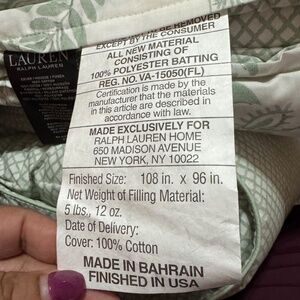 LAUREN
RALPH LAUREN
BE REMOVED
EXCEPT BY THE CONSUMER
ALL NEW MATERIAL
CONSISTING OF
100% POLYESTER BATTING
REG. NO. VA-15050(FL)
Certification is made by the
manufacturer that the materials
in this article are described in
accordance with law.
MADE EXCLUSIVELY FOR
RALPH LAUREN HOME
650 MADISON AVENUE
NEW YORK, NY 10022
Finished Size: 108 in. x 96 in.
Net Weight of Filling Material:
5 lbs., 12 oz.
Date of Delivery:
Cover: 100% Cotton
MADE IN BAHRAIN
FINISHED IN USA